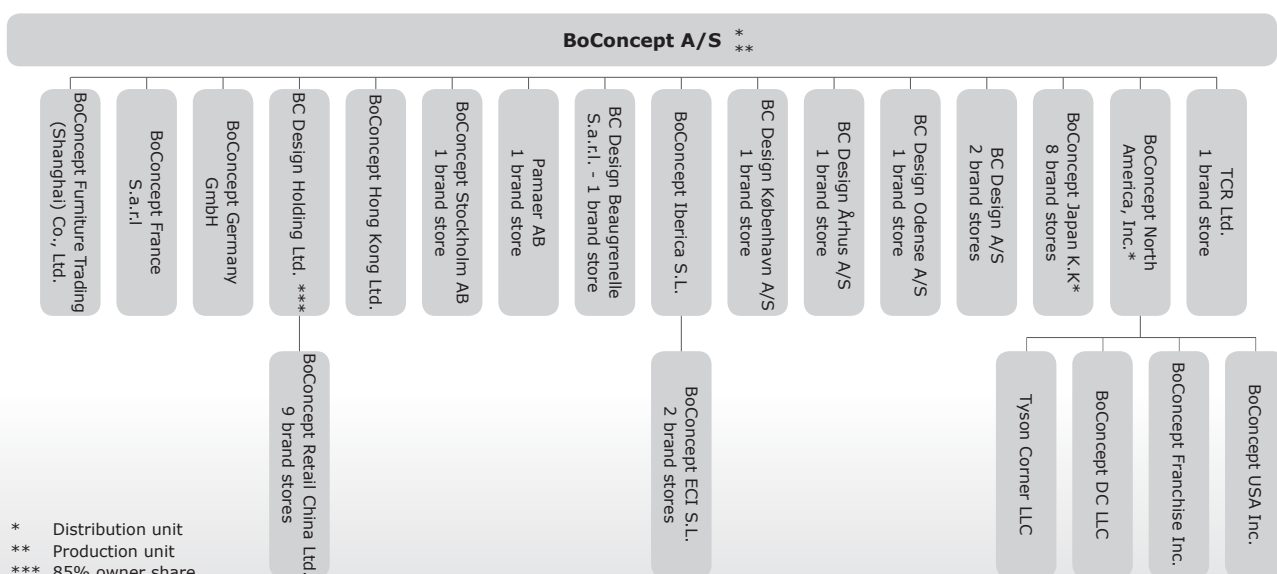 BoConcept A/S *
**
BoConcept Furniture Trading
(Shanghai) Co., Ltd.
BoConcept France
S.a.r.l
BoConcept Germany
GmbH
BC Design Holding Ltd. ***
BoConcept Hong Kong Ltd.
BoConcept Stockholm AB
1 brand store
Pamaer AB
1 brand store
BC Design Beaugrenelle
S.a.r.l. - 1 brand store
BoConcept Iberica S.L.
BC Design København A/S
1 brand store
BC Design Århus A/S
1 brand store
BC Design Odense A/S
1 brand store
BC Design A/S
2 brand stores
BoConcept Japan K.K*
8 brand stores
BoConcept North
America, Inc.*
TCR Ltd.
1 brand store
BoConcept Retail China Ltd.
9 brand stores
BoConcept ECI S.L.
2 brand stores
Tyson Corner LLC
BoConcept DC LLC
BoConcept Franchise Inc.
BoConcept USA Inc.
* Distribution unit
** Production unit
*** 85% owner share